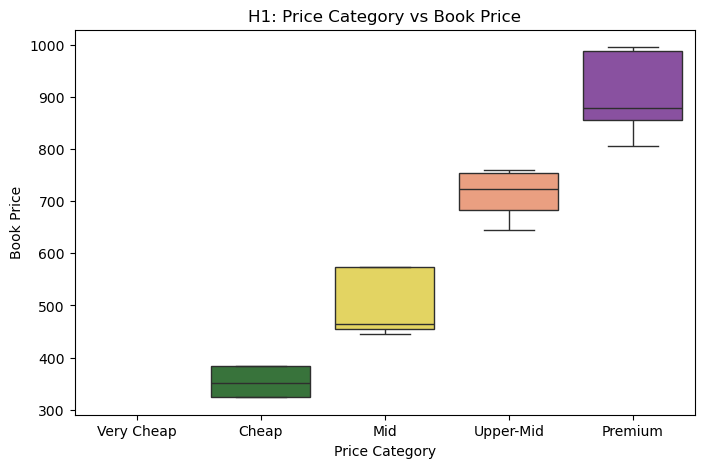 H1: Price Category vs Book Price
1000
900
800
700
600
500
400
300
Book Price
Very Cheap Cheap Mid Upper-Mid Premium
Price Category